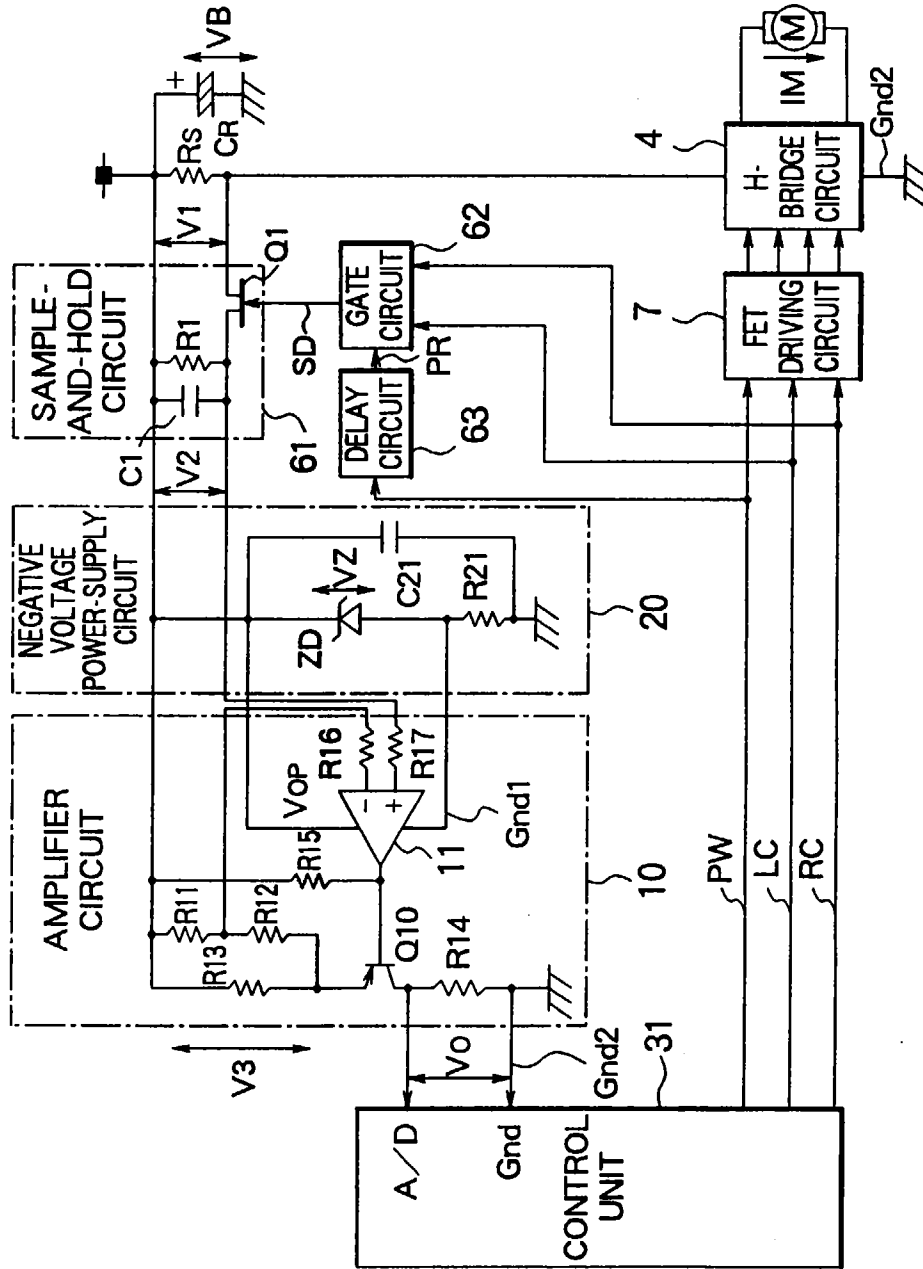 AMPLIFIER
CIRCUIT
NEGATIVE
VOLTAGE
POWER-SUPPLY
CIRCUIT
SAMPLE-
AND-HOLD
CIRCUIT
V3
R11
R13
R12
R15
Q10
R14
VOP
R16
R17
-
+
11
Gnd1
10
ZD
VZ
C21
R21
20
C1
V2
R1
61
V1
Q1
RS
CR
+
VB
SD
GATE
CIRCUIT
62
PR
DELAY
CIRCUIT
63
A/D
Vo
Gnd
Gnd2
31
CONTROL
UNIT
PW
LC
RC
7
FET
DRIVING
CIRCUIT
4
H-
BRIDGE
CIRCUIT
IM
M
Gnd2